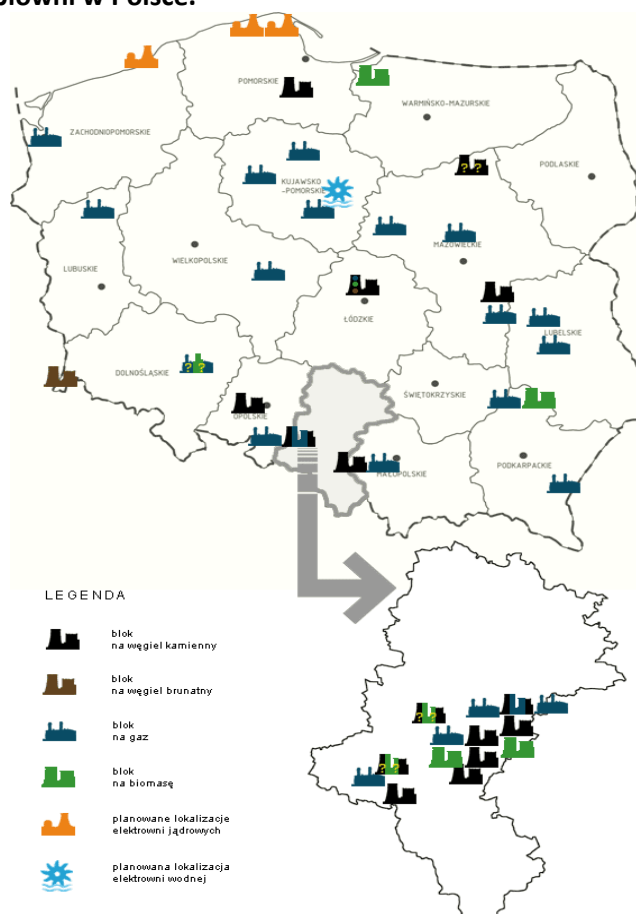 płowni w Polsce.
POMORSKIE
WARMIŃSKO-MAZURSKIE
ZACHODNIOPOMORSKIE
PODLASKIE
? ?
KUJAWSKO
-POMORSKIE
MAZOWIECKIE
WIELKOPOLSKIE
LUBUSKIE
ŁÓDZKIE
LUBELSKIE
DOLNOŚLĄSKIE
? ?
ŚWIĘTOKRZYSKIE
OPOLSKIE
PODKARPACKIE
MAŁOPOLSKIE
LEGENDA
blok
na węgiel kamienny
blok
na węgiel brunatny
blok
na gaz
blok
na biomasę
planowane lokalizacje
elektrowni jądrowych
planowana lokalizacja
elektrowni wodnej
? ?
? ?